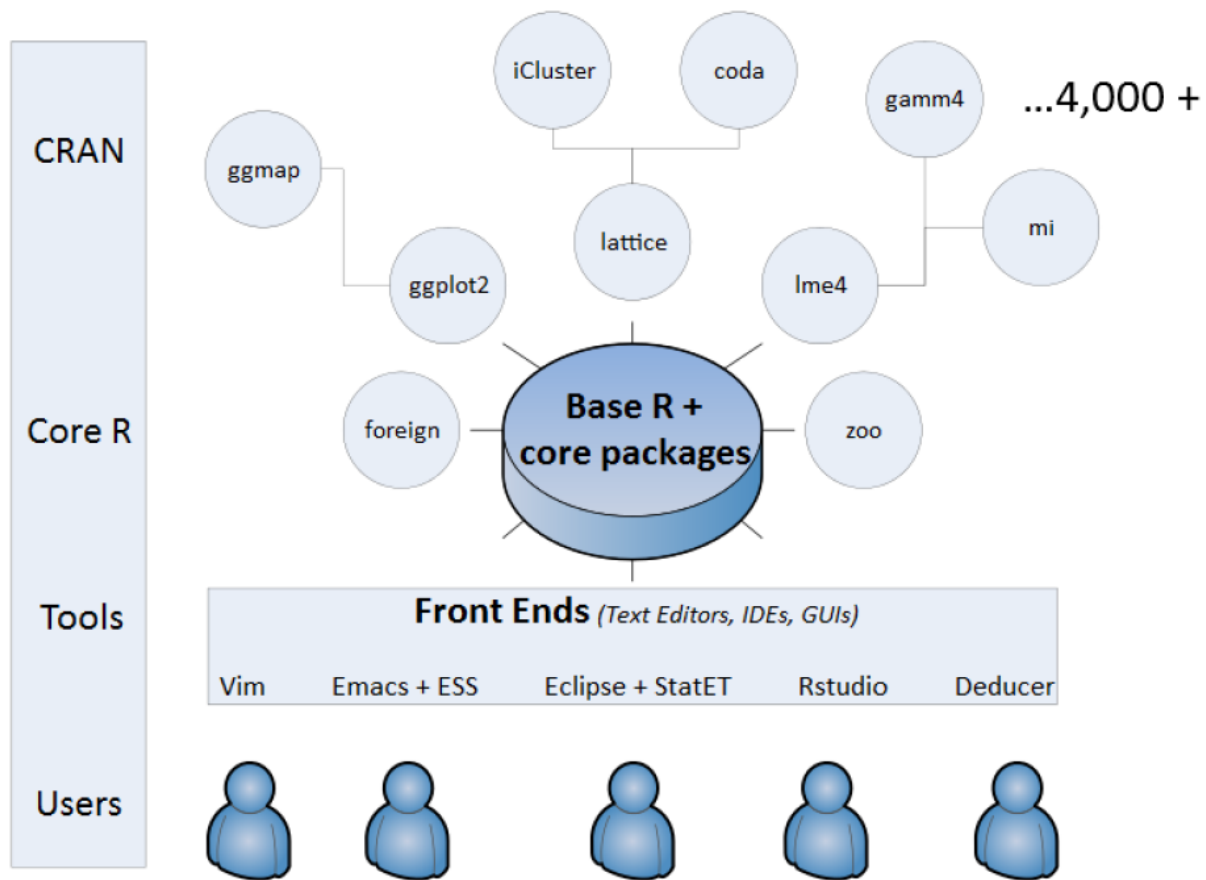 iCluster
coda
gamm4
...4,000 +
CRAN
ggmap
mi
lattice
ggplot2
lme4
Base R +
core packages
Core R
foreign
zoo
Tools
Front Ends (Text Editors, IDEs, GUIs)
Vim
Emacs + ESS
Eclipse + StatET
Rstudio
Deducer
Users